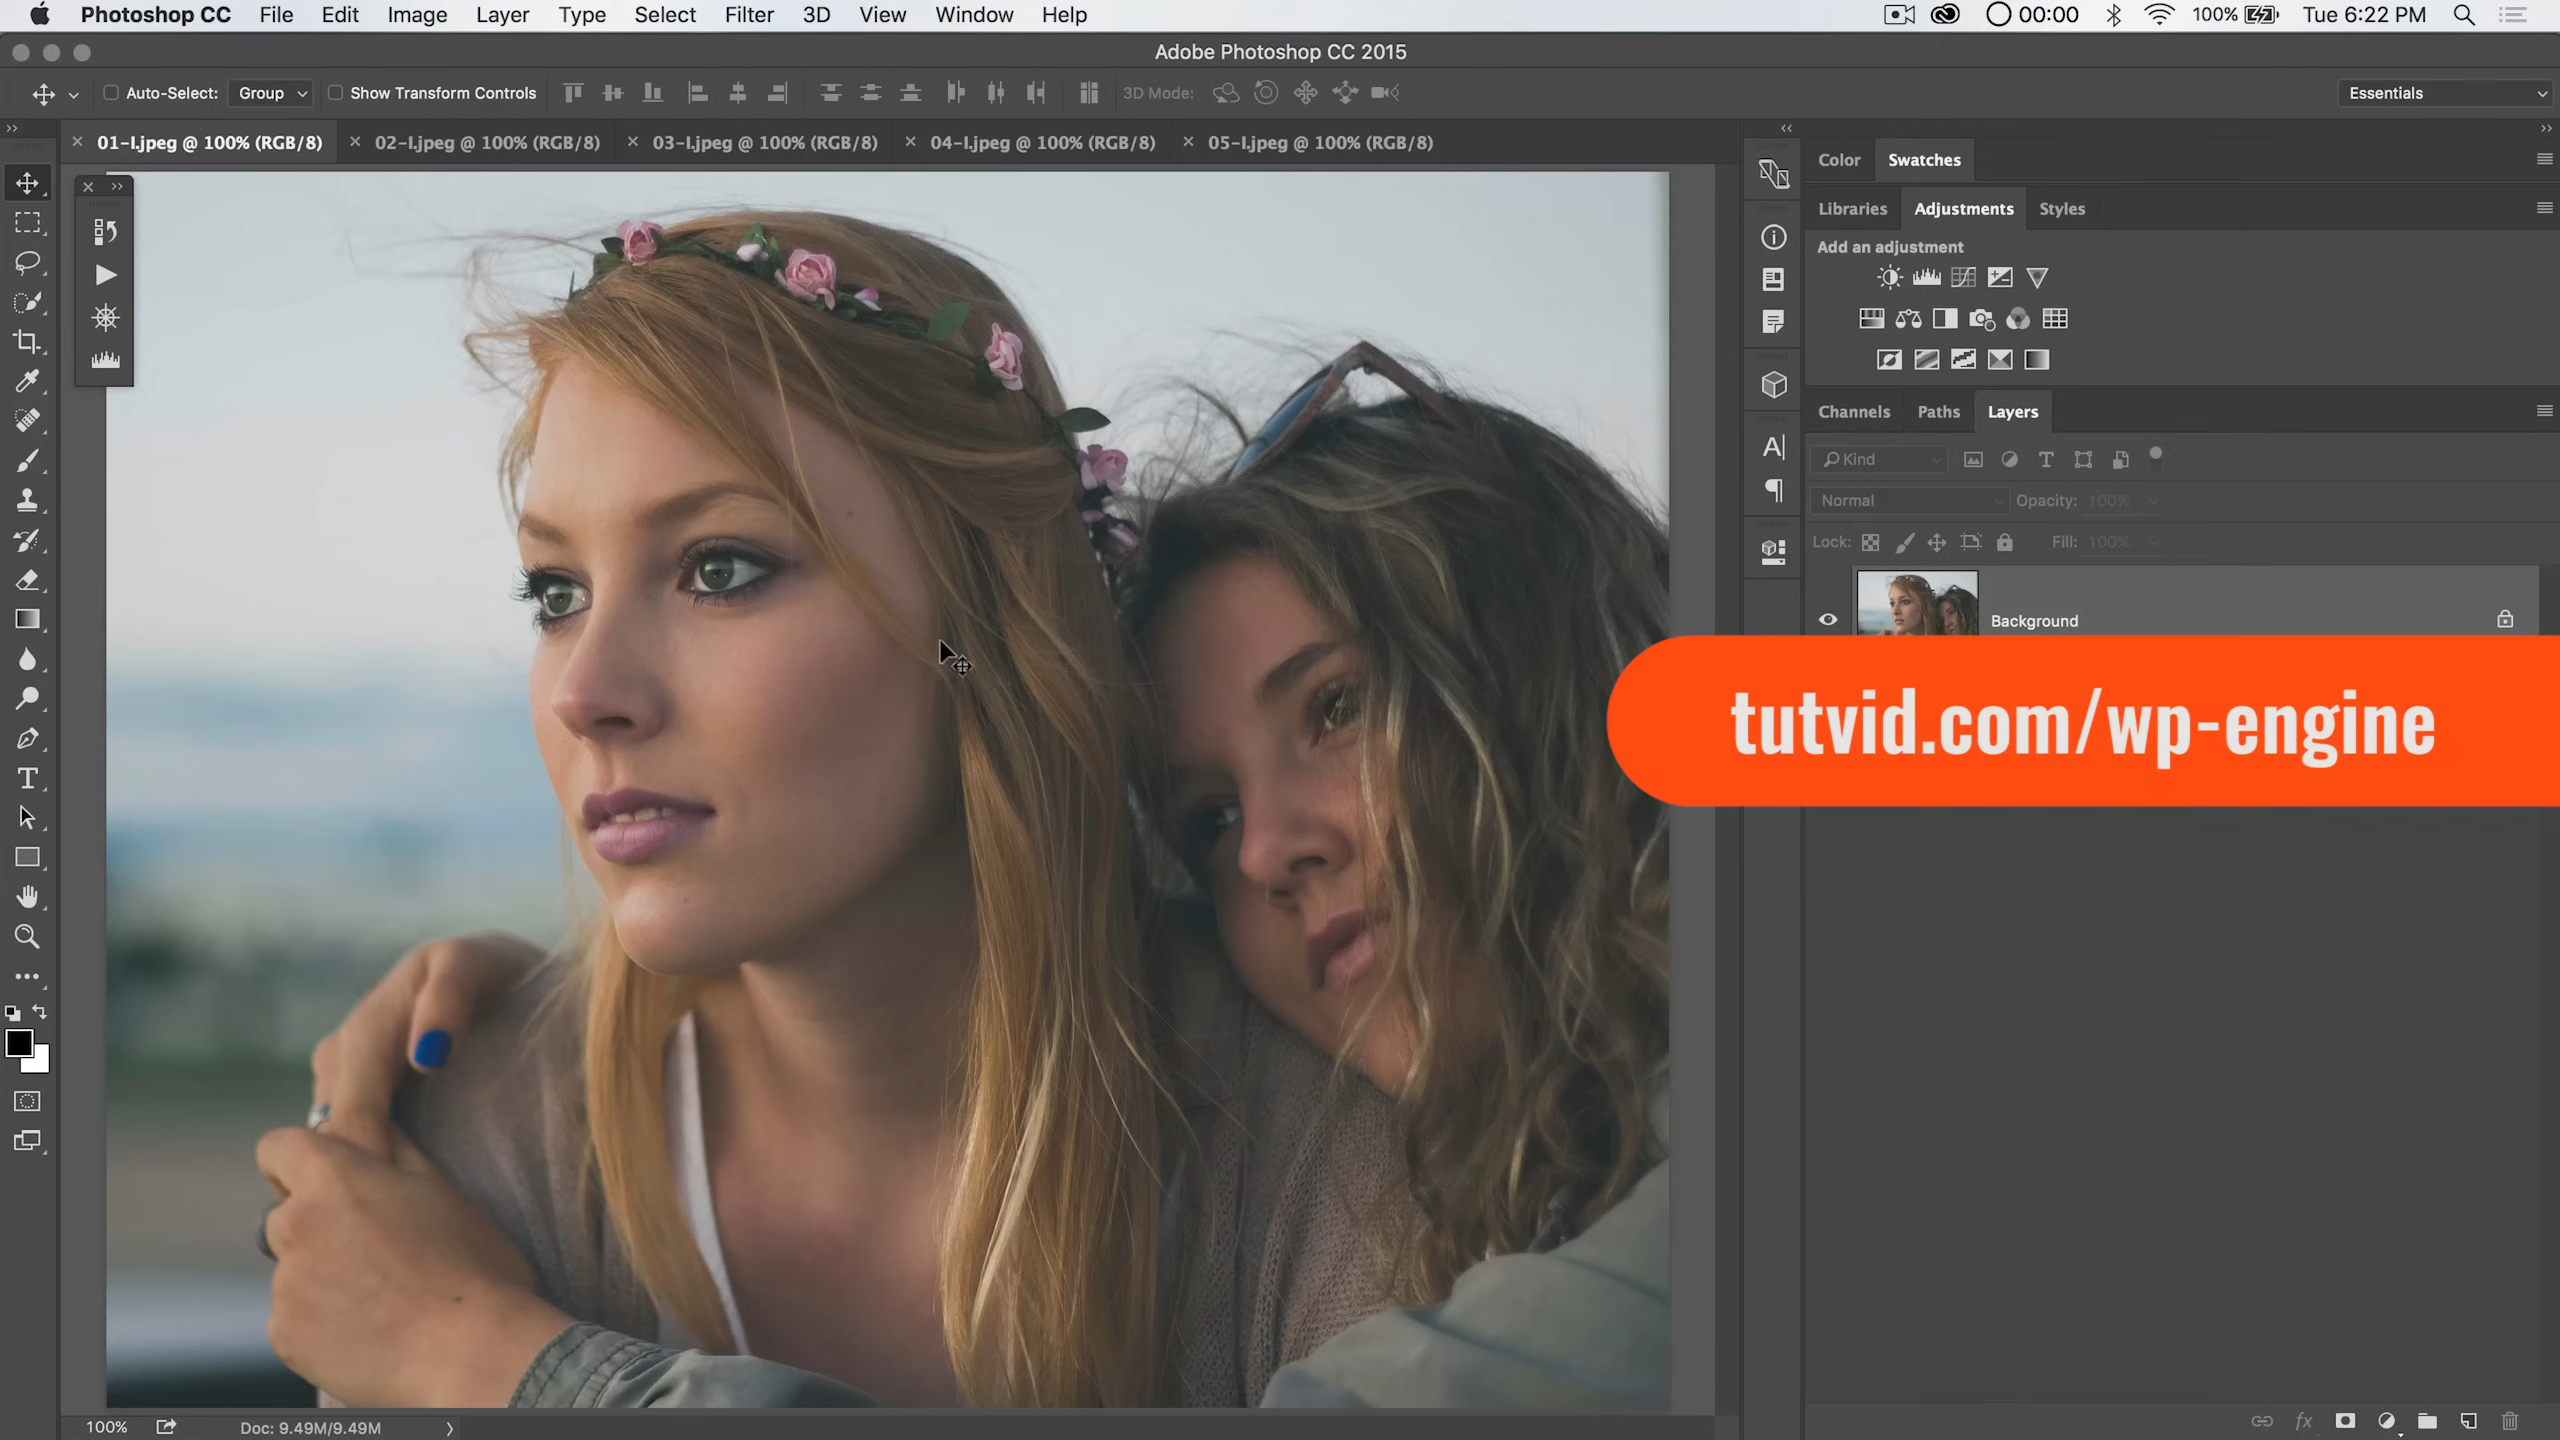 Photoshop CC File Edit Image Layer Type Select Filter 3D View Window Help 00:00 100% Tue 6:22 PM
Adobe Photoshop CC 2015
Auto-Select: Group Show Transform Controls 3D Mode: Essentials
01-I.jpeg @ 100% (RGB/8) 02-I.jpeg @ 100% (RGB/8) 03-I.jpeg @ 100% (RGB/8) 04-I.jpeg @ 100% (RGB/8) 05-I.jpeg @ 100% (RGB/8)
Color Swatches
Libraries Adjustments Styles
Add an adjustment
Channels Paths Layers
Kind
Normal Opacity: 100%
Lock: Fill: 100%
Background
tutvid.com/wp-engine
100% Doc: 9.49M/9.49M